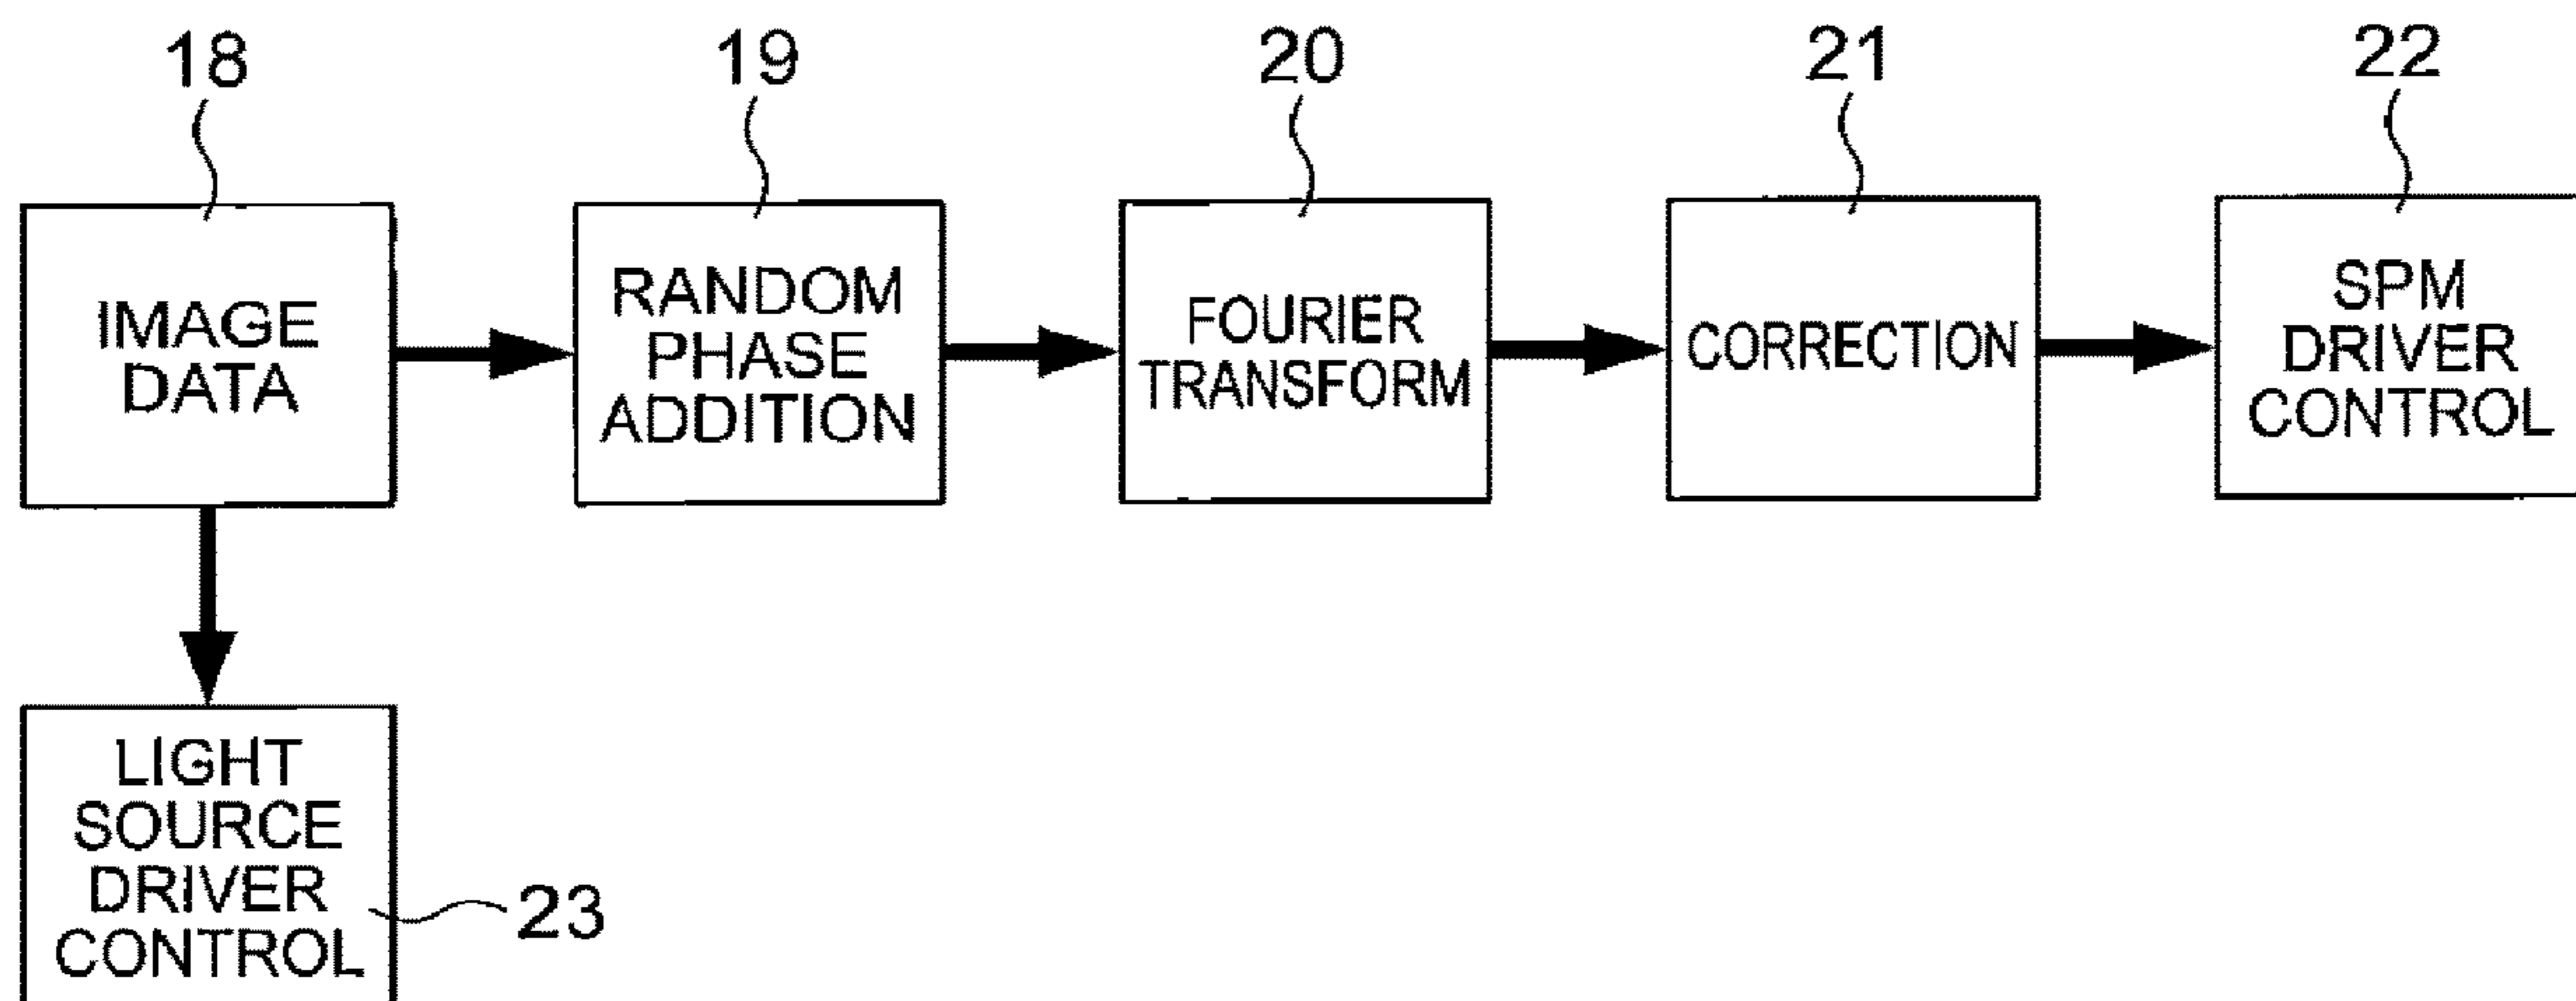 18
19
20
21
22
IMAGE
DATA
RANDOM
PHASE
ADDITION
FOURIER
TRANSFORM
CORRECTION
SPM
DRIVER
CONTROL
LIGHT
SOURCE
DRIVER
CONTROL
23